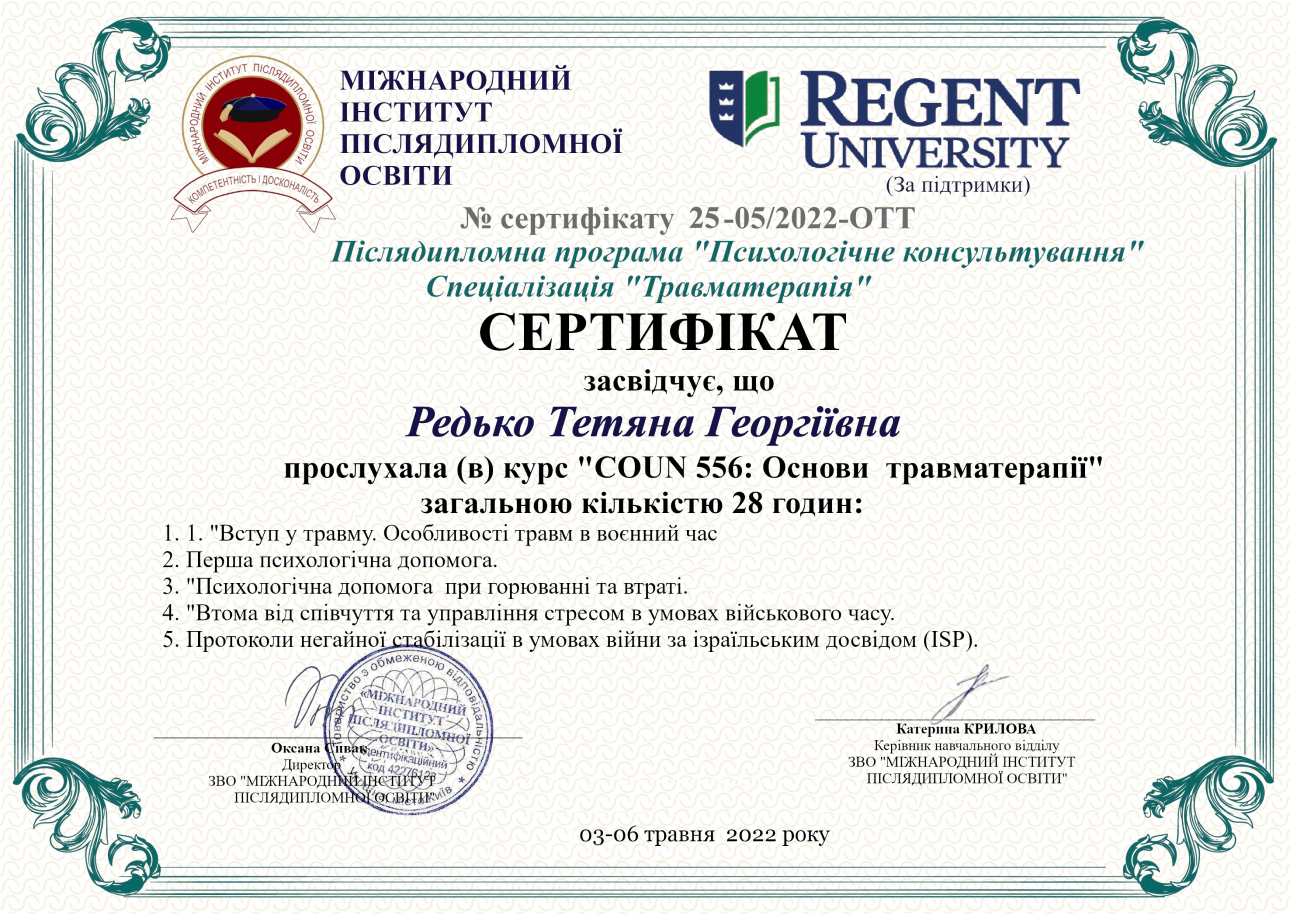 МІЖНАРОДНИЙ ІНСТИТУТ ПІСЛЯДИПЛОМНОЇ ОСВІТИ
КОМПЕТЕНТНІСТЬ І ДОСКОНАЛІСТЬ
МІЖНАРОДНИЙ
ІНСТИТУТ
ПІСЛЯДИПЛОМНОЇ
ОСВІТИ
REGENT
UNIVERSITY
(За підтримки)
№ сертифікату 25-05/2022-ОТТ
Післядипломна програма "Психологічне консультування"
Спеціалізація "Травматерапія"
СЕРТИФІКАТ
засвідчує, що
Редько Тетяна Георгіївна
прослухала (в) курс "COUN 556: Основи травматерапії"
загальною кількістю 28 годин:
1. 1. "Вступ у травму. Особливості травм в воєнний час
2. Перша психологічна допомога.
3. "Психологічна допомога при горюванні та втраті.
4. "Втома від співчуття та управління стресом в умовах військового часу.
5. Протоколи негайної стабілізації в умовах війни за ізраїльським досвідом (ISP).
Товариство з обмеженою відповідальністю
«МІЖНАРОДНИЙ
ІНСТИТУТ
ПІСЛЯДИПЛОМНОЇ
ОСВІТИ»
ідентифікаційний
код 42276128
Україна місто Київ
Оксана Сивак
Директор
ЗВО "МІЖНАРОДНИЙ ІНСТИТУТ
ПІСЛЯДИПЛОМНОЇ ОСВІТИ"
Катерина КРИЛОВА
Керівник навчального відділу
ЗВО "МІЖНАРОДНИЙ ІНСТИТУТ
ПІСЛЯДИПЛОМНОЇ ОСВІТИ"
03-06 травня 2022 року